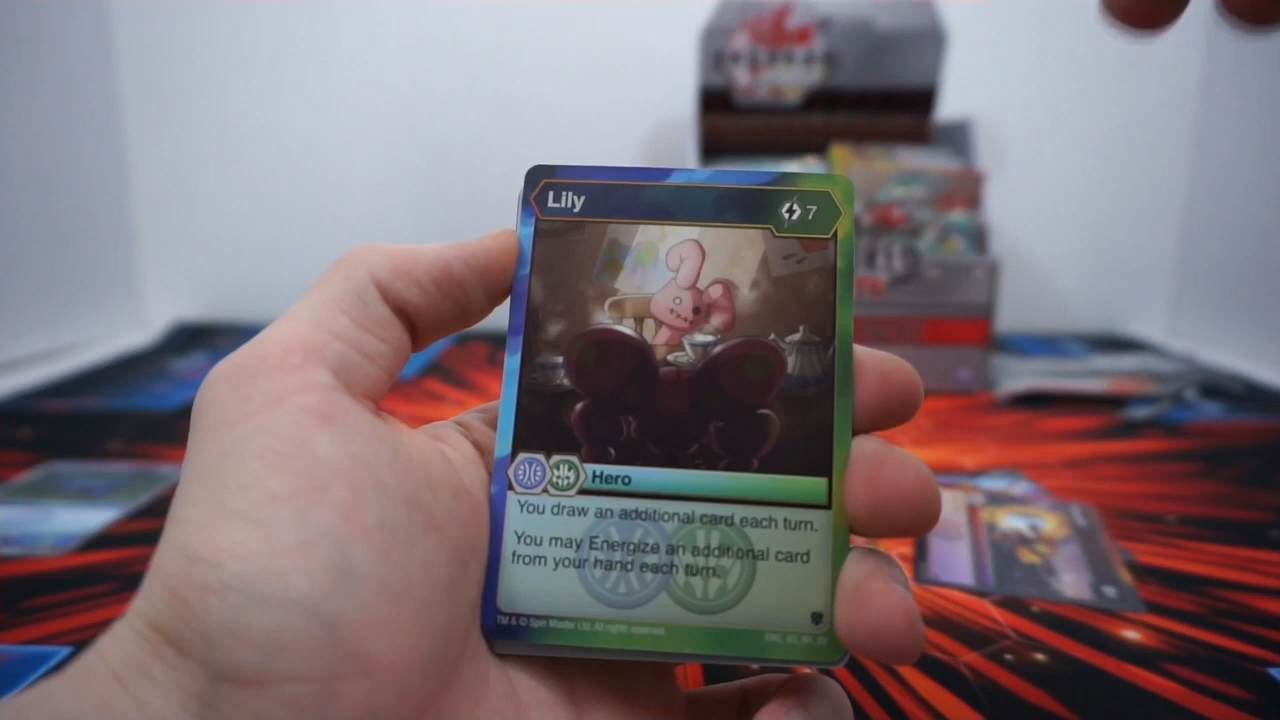 Lily
7
Hero
You draw an additional card each turn.
You may Energize an additional card
from your hand each turn.
TM & © Spin Master Ltd. All rights reserved.